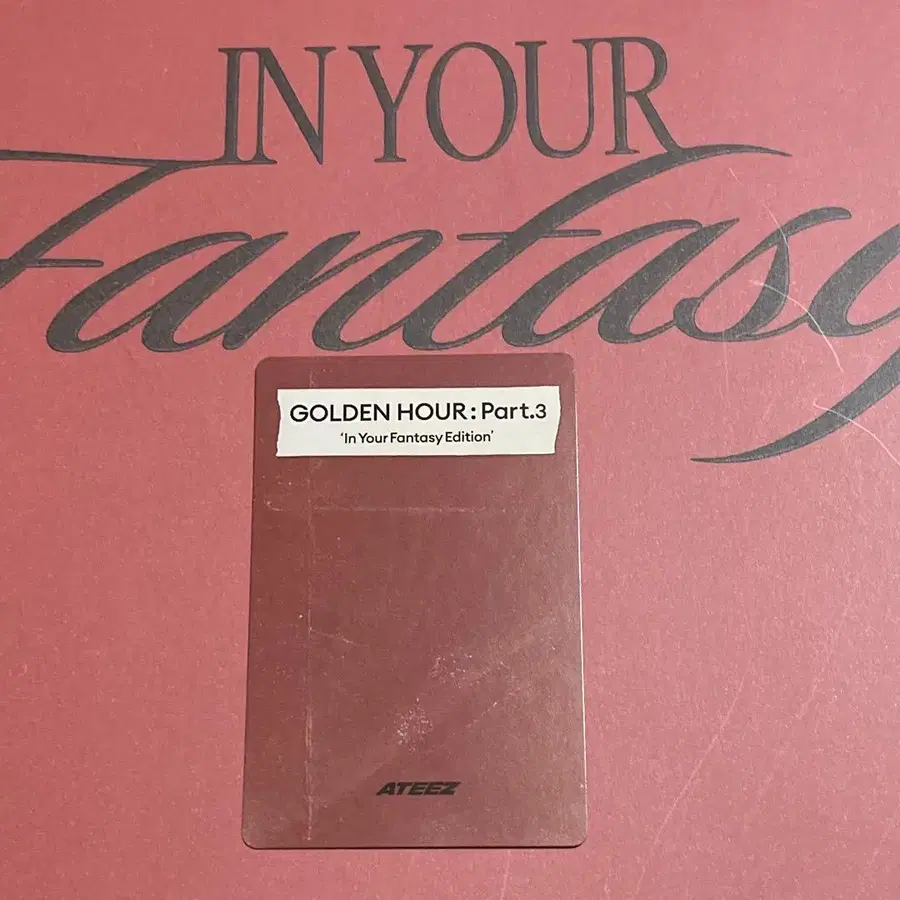 IN YOUR
Fantasy
GOLDEN HOUR : Part.3
‘In Your Fantasy Edition’
ATEEZ